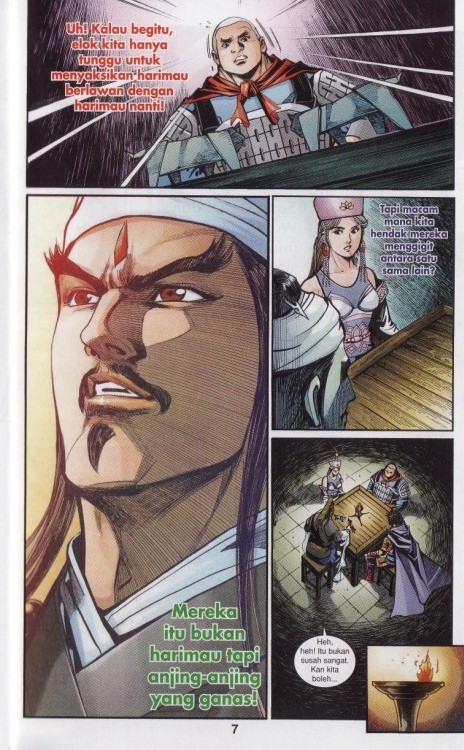 Uh! Kalau begitu,
elok kita hanya
tunggu untuk
menyaksikan harimau
berlawan dengan
harimau nanti!
Tapi macam
mana kita
hendak mereka
menggigit
antara satu
sama lain?
Mereka
itu bukan
harimau tapi
anjing-anjing
yang ganas!
Heh,
heh! Itu bukan
susah sangat.
Kan kita
boleh...
7